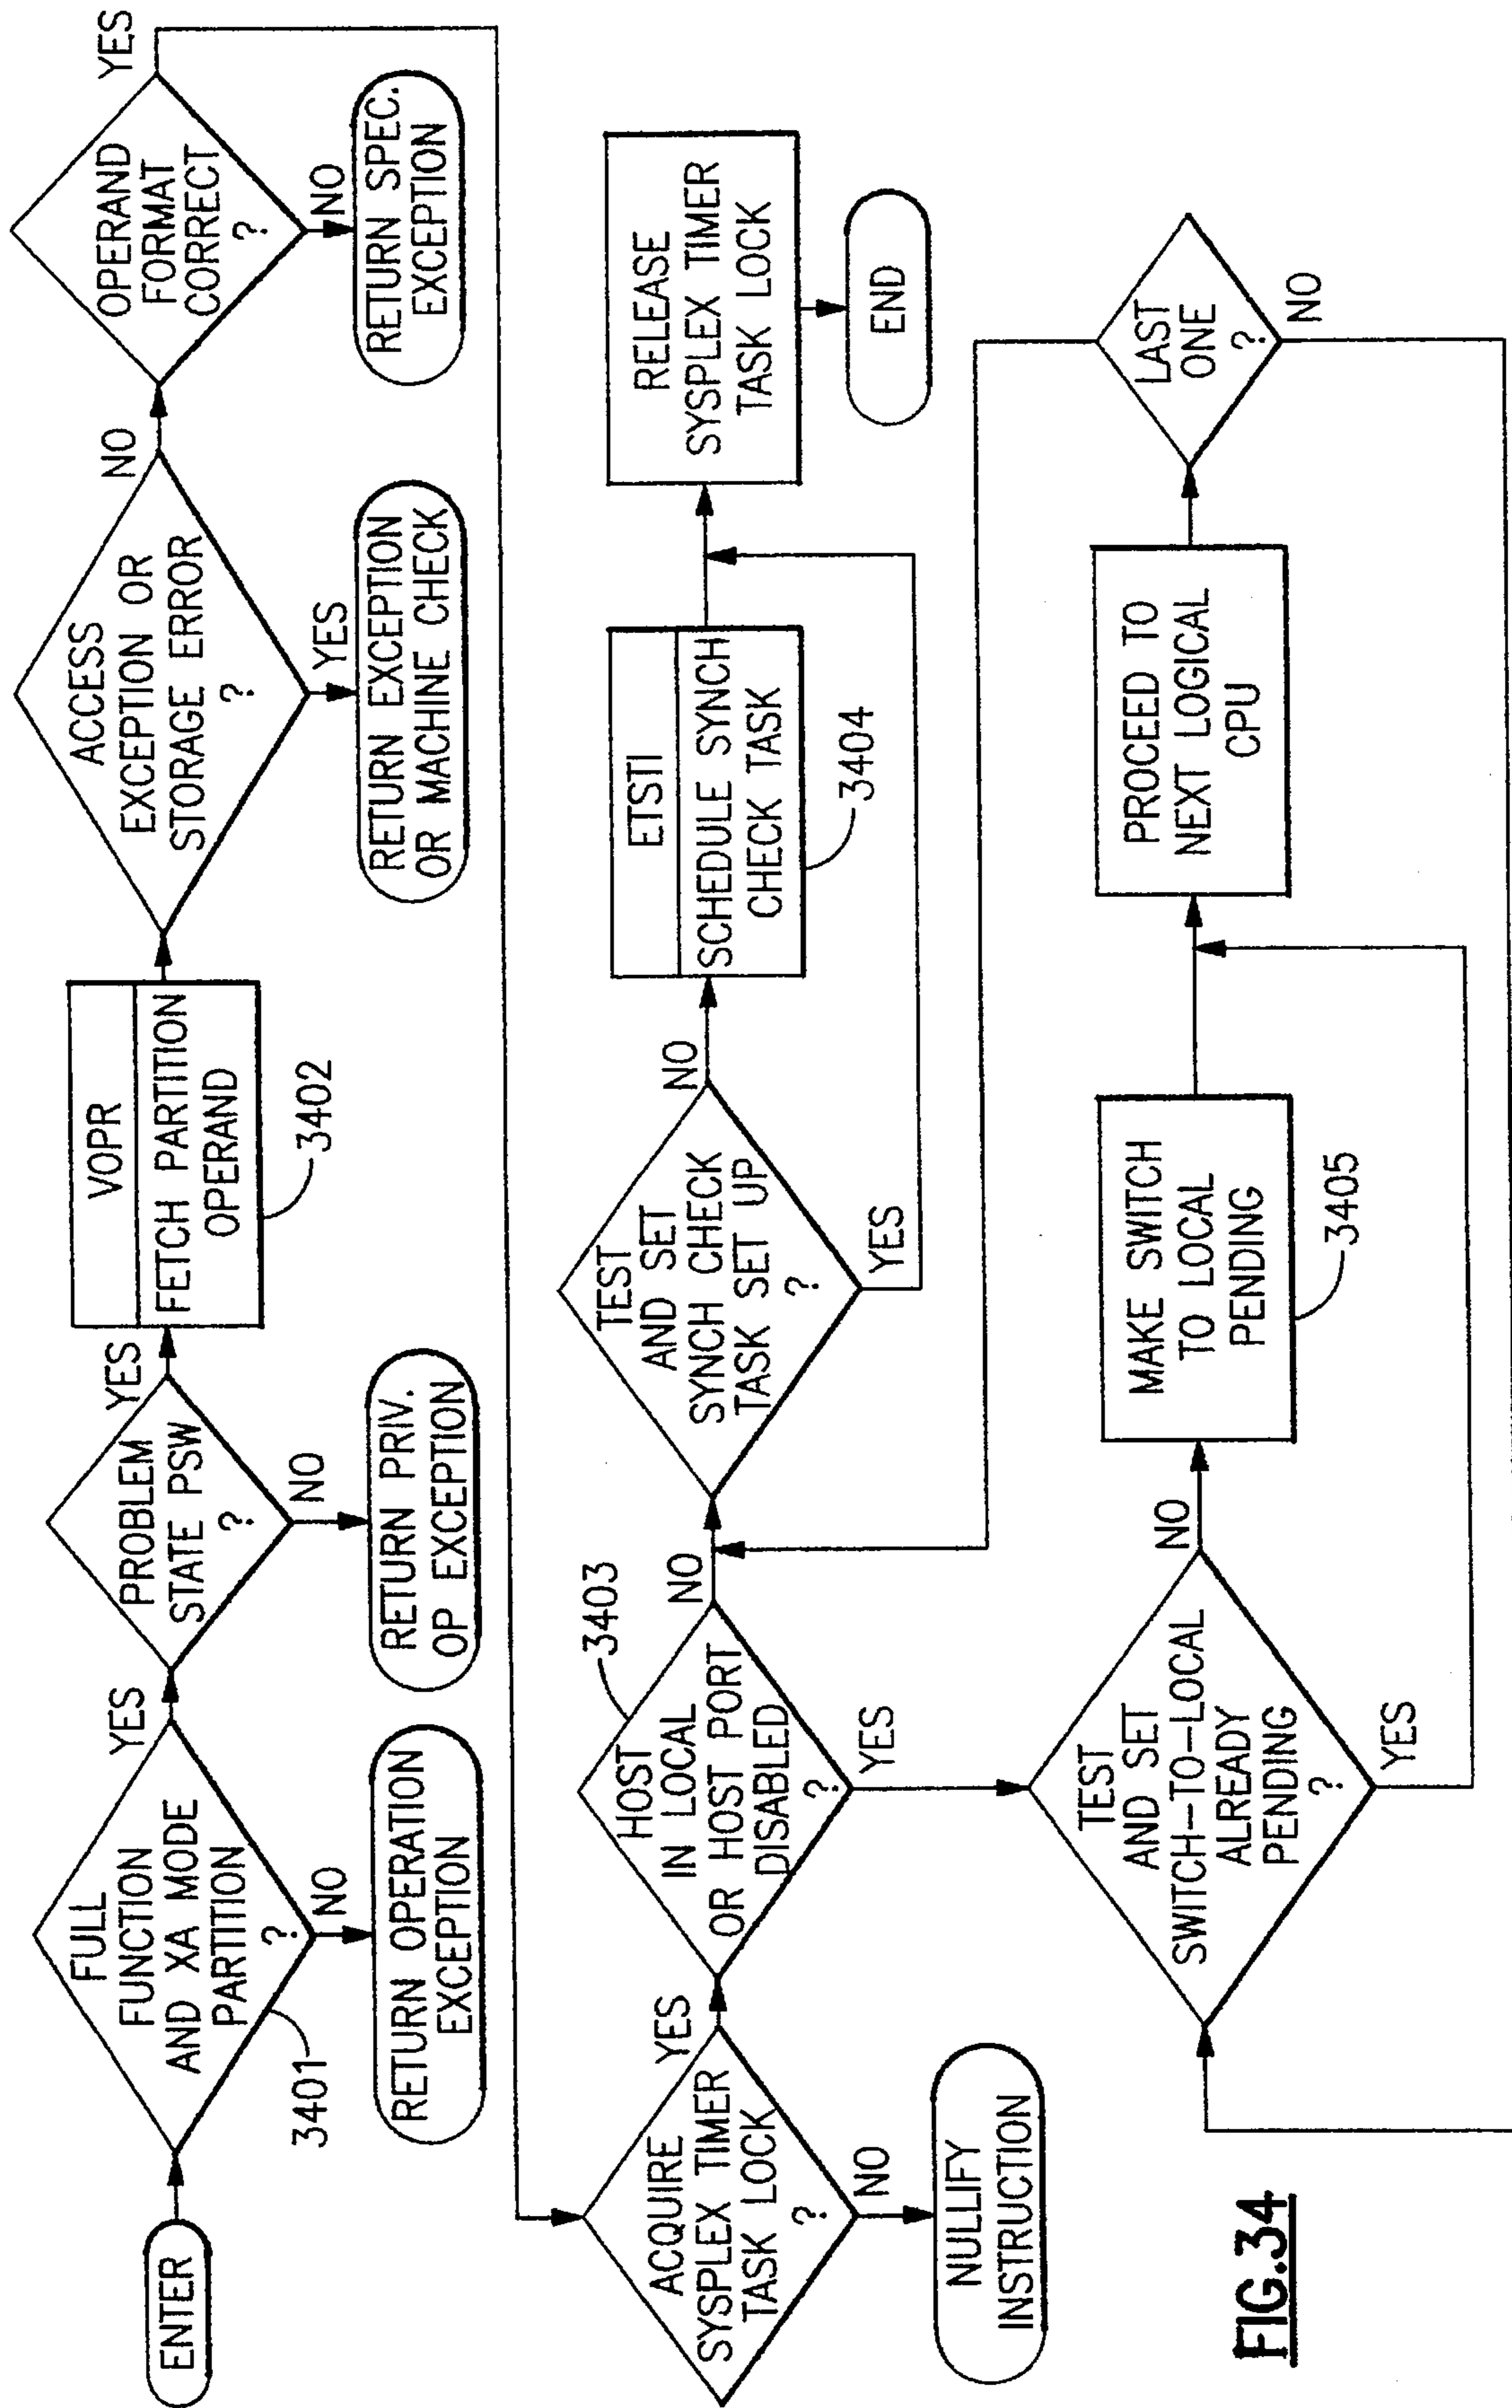 ENTER
FULL
FUNCTION
AND XA MODE
PARTITION
?
3401
YES
NO
RETURN OPERATION
EXCEPTION
PROBLEM
STATE PSW
?
YES
NO
RETURN PRIV.
OP EXCEPTION
VOPR
FETCH PARTITION
OPERAND
3402
ACCESS
EXCEPTION OR
STORAGE ERROR
?
NO
YES
RETURN EXCEPTION
OR MACHINE CHECK
OPERAND
FORMAT
CORRECT
?
YES
NO
RETURN SPEC.
EXCEPTION
ACQUIRE
SYSPLEX TIMER
TASK LOCK
?
YES
NO
NULLIFY
INSTRUCTION
3403
HOST
IN LOCAL
OR HOST PORT
DISABLED
?
NO
YES
TEST
AND SET
SYNCH CHECK
TASK SET UP
?
NO
YES
ETSTI
SCHEDULE SYNCH
CHECK TASK
3404
RELEASE
SYSPLEX TIMER
TASK LOCK
END
TEST
AND SET
SWITCH-TO-LOCAL
ALREADY
PENDING
?
NO
YES
MAKE SWITCH
TO LOCAL
PENDING
3405
PROCEED TO
NEXT LOGICAL
CPU
LAST
ONE
?
NO
FIG.34